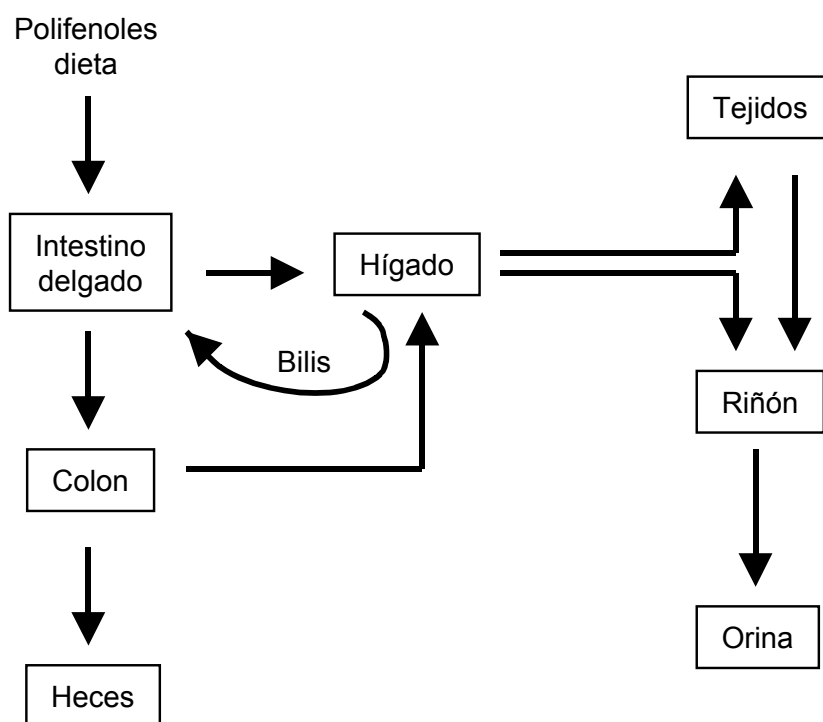 Polifenoles
dieta
Tejidos
Intestino
delgado
Hígado
Bilis
Riñón
Colon
Orina
Heces